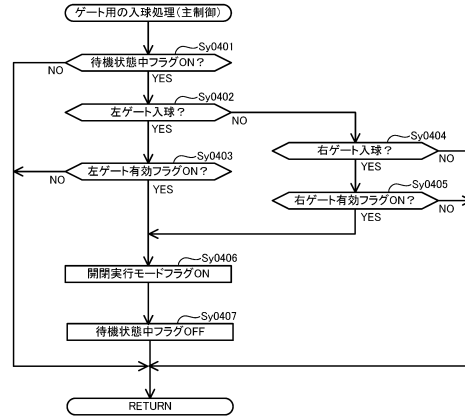 ゲート用の入球処理(主制御)
Sy0401
待機状態中フラグON?
NO
YES
Sy0402
左ゲート入球?
NO
YES
Sy0404
右ゲート入球?
NO
YES
Sy0403
左ゲート有効フラグON?
NO
YES
Sy0405
右ゲート有効フラグON?
NO
YES
Sy0406
開閉実行モードフラグON
Sy0407
待機状態中フラグOFF
RETURN